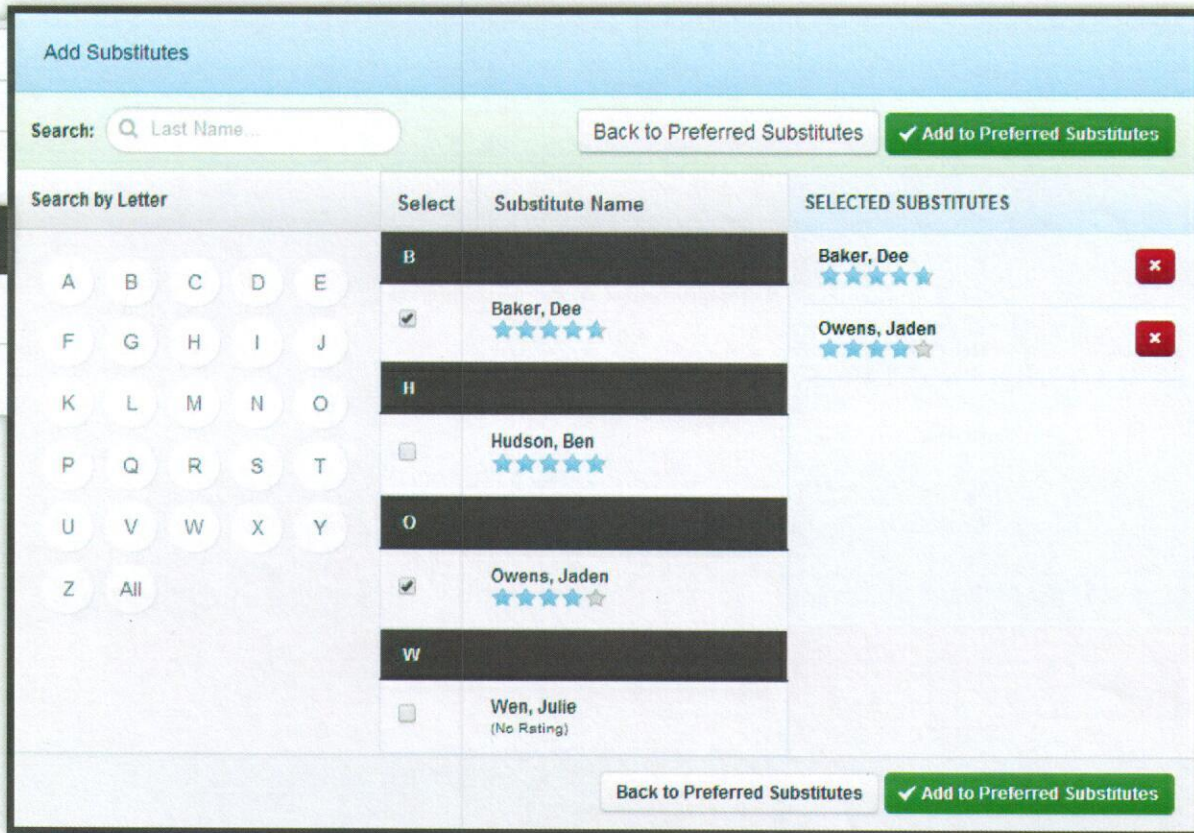 Add Substitutes
Search:
Last Name...
Back to Preferred Substitutes
Add to Preferred Substitutes
Search by Letter
Select
Substitute Name
SELECTED SUBSTITUTES
A B C D E
F G H I J
K L M N O
P Q R S T
U V W X Y
Z All
B
Baker, Dee
H
Hudson, Ben
O
Owens, Jaden
W
Wen, Julie
(No Rating)
Baker, Dee
Owens, Jaden
Back to Preferred Substitutes
Add to Preferred Substitutes